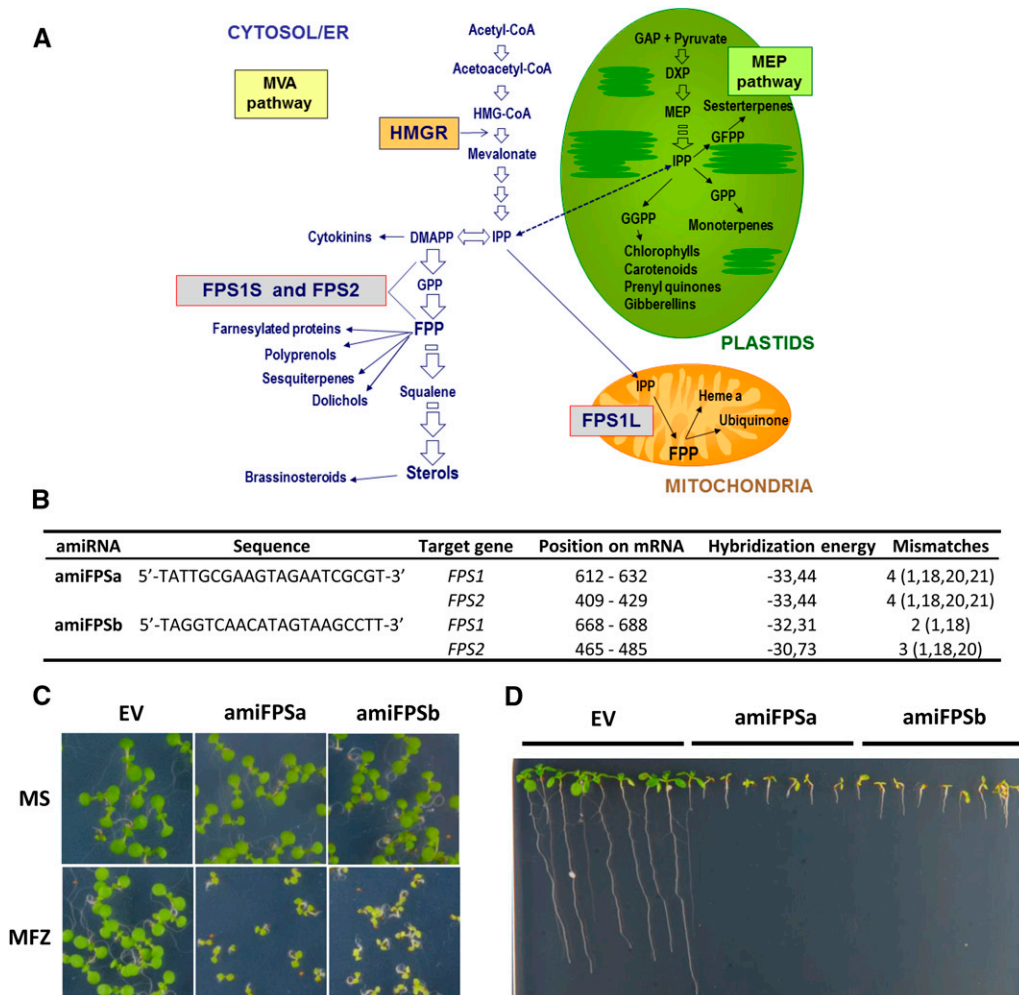 A
CYTOSOL/ER
MVA
pathway
Acetyl-CoA
Acetoacetyl-CoA
HMG-CoA
HMGR
Mevalonate
Cytokinins
DMAPP
IPP
FPS1S and FPS2
GPP
Farnesylated proteins
FPP
Polyprenols
Sesquiterpenes
Dolichols
Squalene
Brassinosteroids
Sterols
GAP + Pyruvate
DXP
MEP
pathway
MEP
Sesterterpenes
GFPP
IPP
GPP
GGPP
Monoterpenes
Chlorophylls
Carotenoids
Prenyl quinones
Gibberellins
PLASTIDS
IPP
Heme a
FPS1L
Ubiquinone
FPP
MITOCHONDRIA
B
amiRNA Sequence Target gene Position on mRNA Hybridization energy Mismatches
amiFPSa 5’-TATTGCGAAGTAGAATCGCGT-3’ FPS1 612 - 632 -33,44 4 (1,18,20,21)
FPS2 409 - 429 -33,44 4 (1,18,20,21)
amiFPSb 5’-TAGGTCAACATAGTAAGCCTT-3’ FPS1 668 - 688 -32,31 2 (1,18)
FPS2 465 - 485 -30,73 3 (1,18,20)
C
EV amiFPSa amiFPSb
MS
MFZ
D
EV amiFPSa amiFPSb